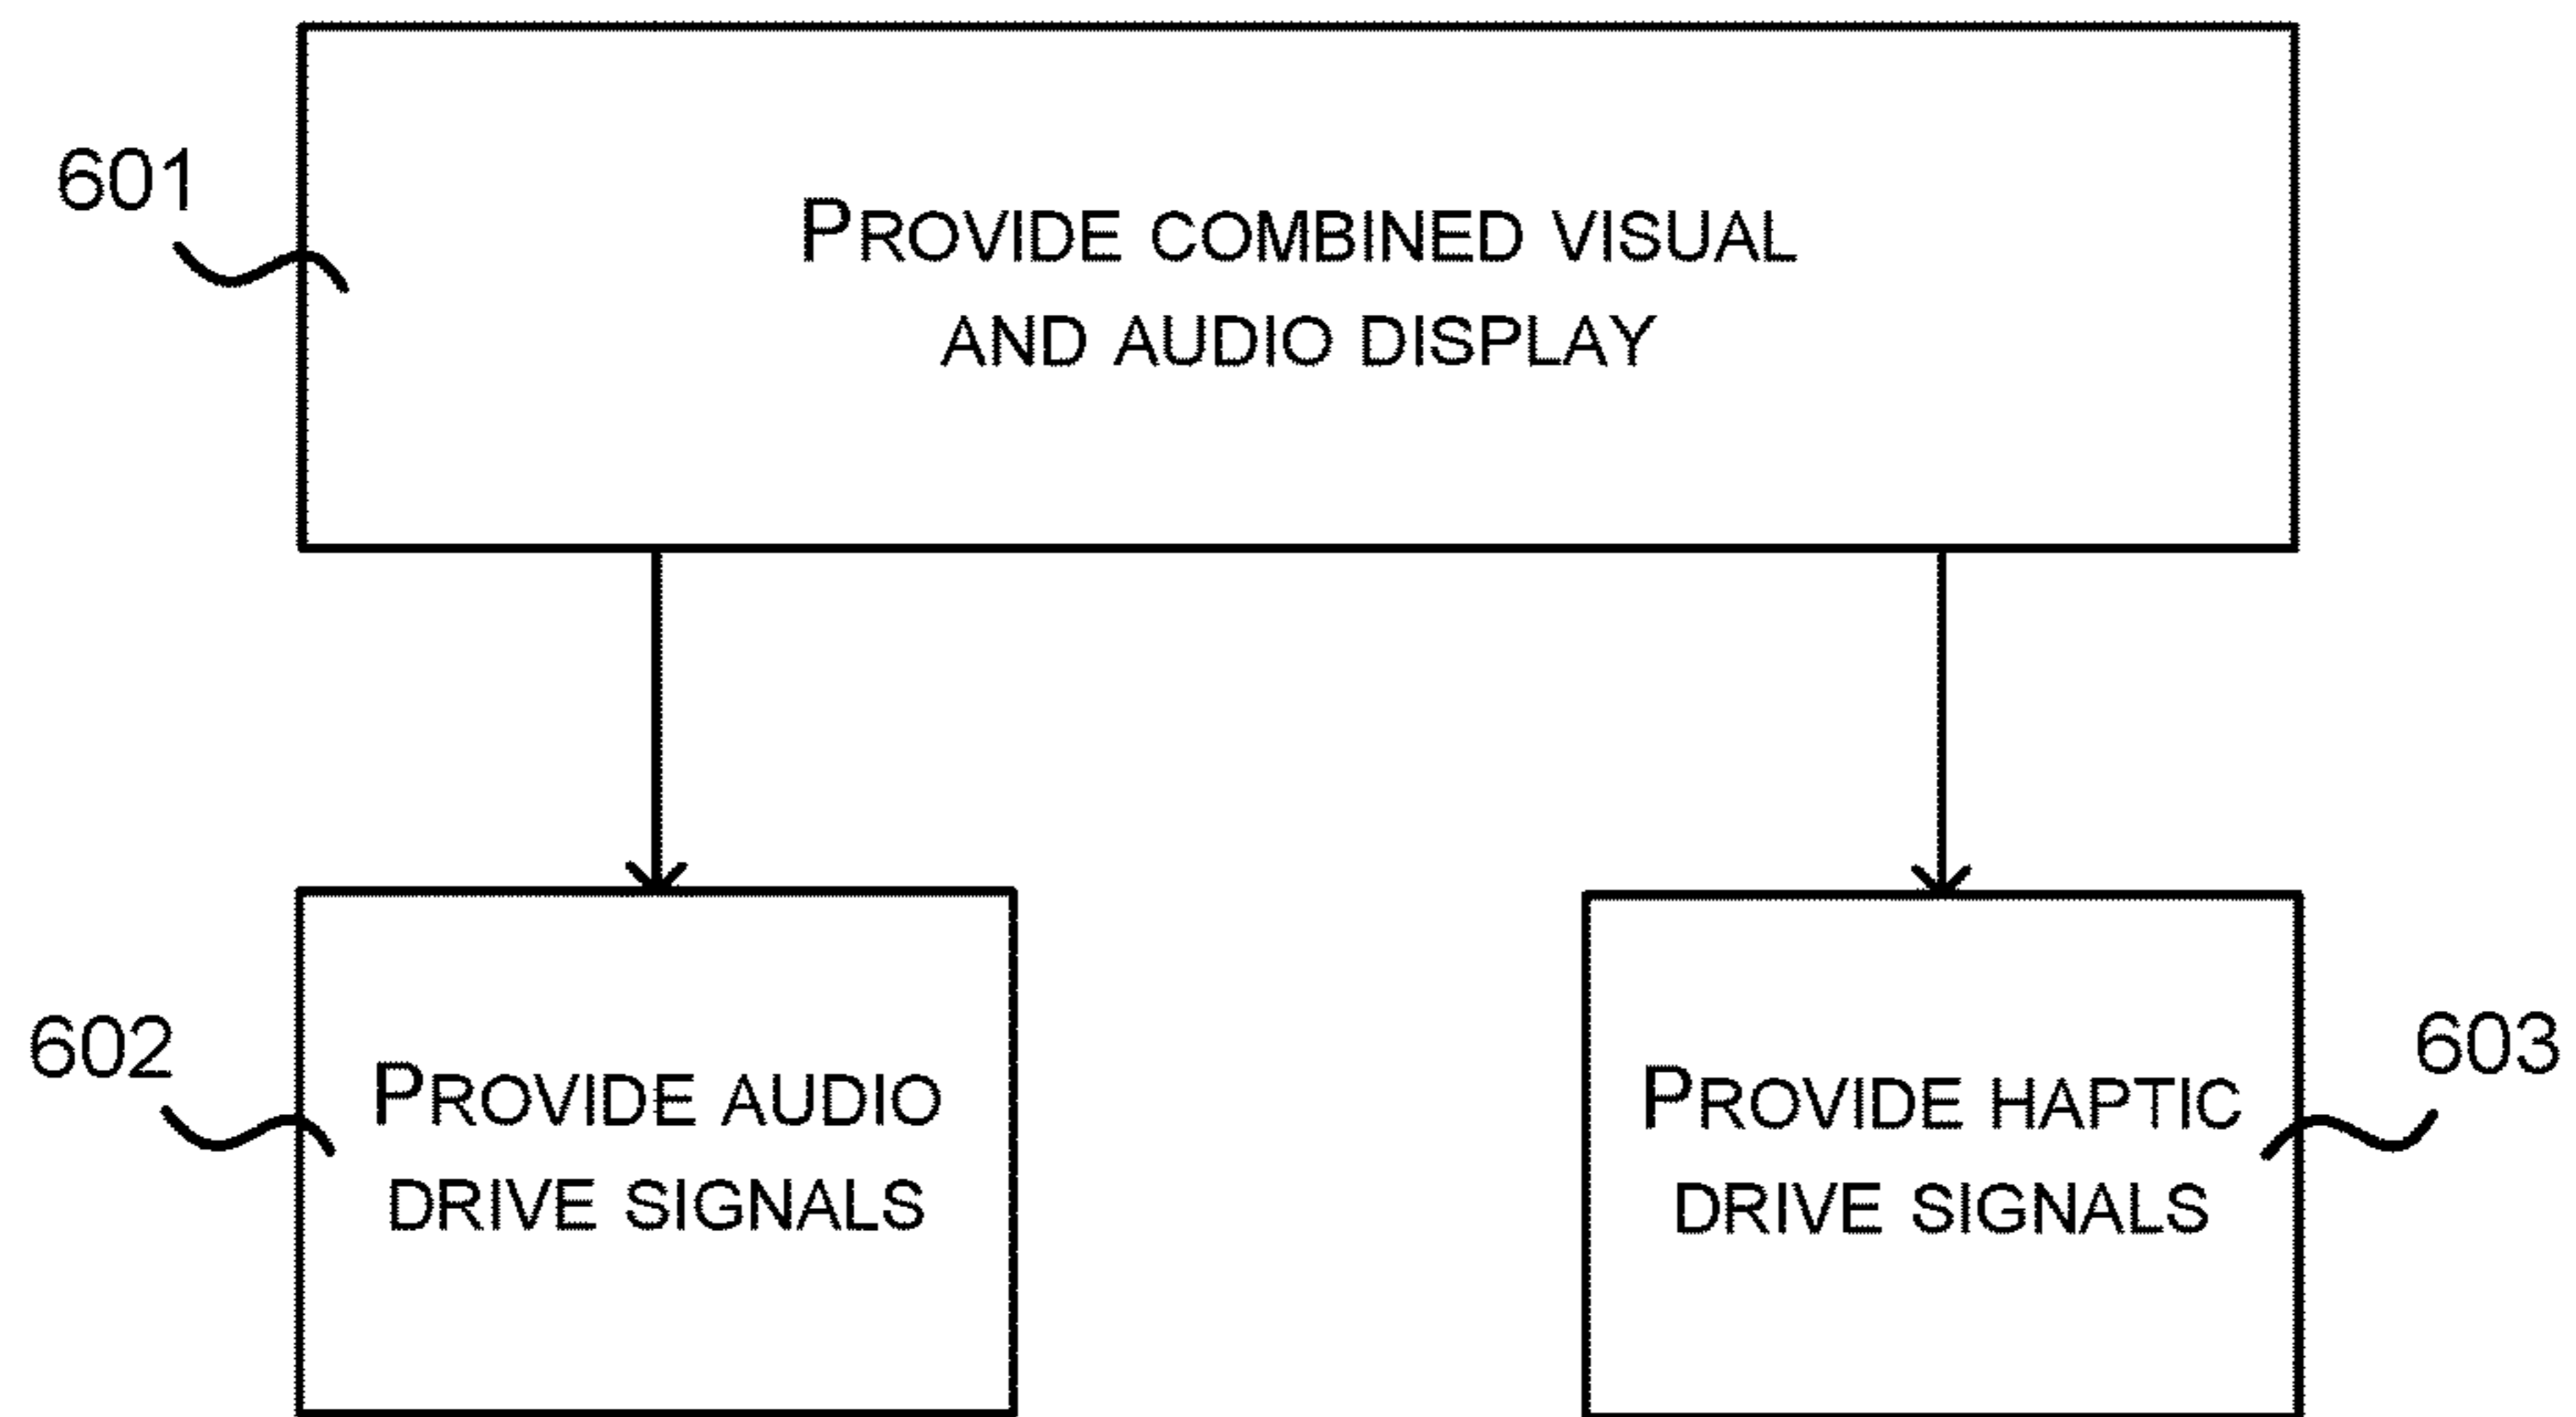 601
PROVIDE COMBINED VISUAL
AND AUDIO DISPLAY
602
PROVIDE AUDIO
DRIVE SIGNALS
PROVIDE HAPTIC
DRIVE SIGNALS
603